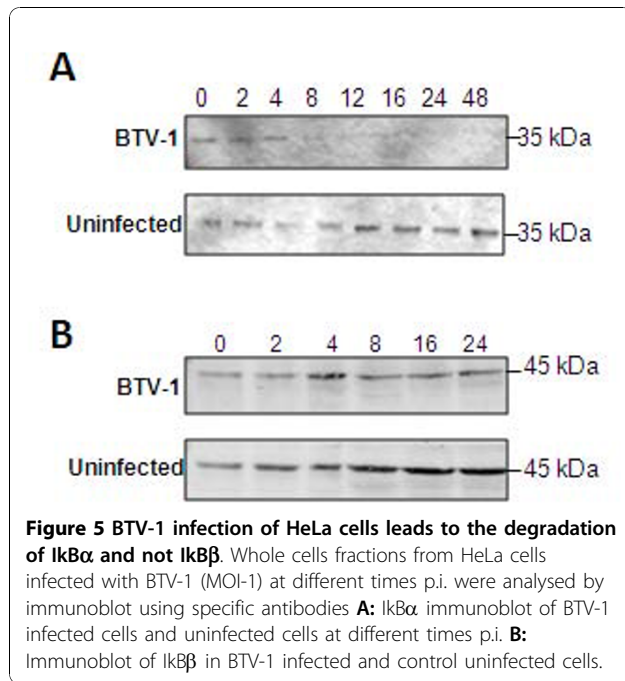 A
0 2 4 8 12 16 24 48
BTV-1
35 kDa
Uninfected
35 kDa
B
0 2 4 8 16 24
BTV-1
45 kDa
Uninfected
45 kDa
Figure 5 BTV-1 infection of HeLa cells leads to the degradation
of IkBα and not IkBβ. Whole cells fractions from HeLa cells
infected with BTV-1 (MOI-1) at different times p.i. were analysed by
immunoblot using specific antibodies A: IkBα immunoblot of BTV-1
infected cells and uninfected cells at different times p.i. B:
Immunoblot of IkBβ in BTV-1 infected and control uninfected cells.